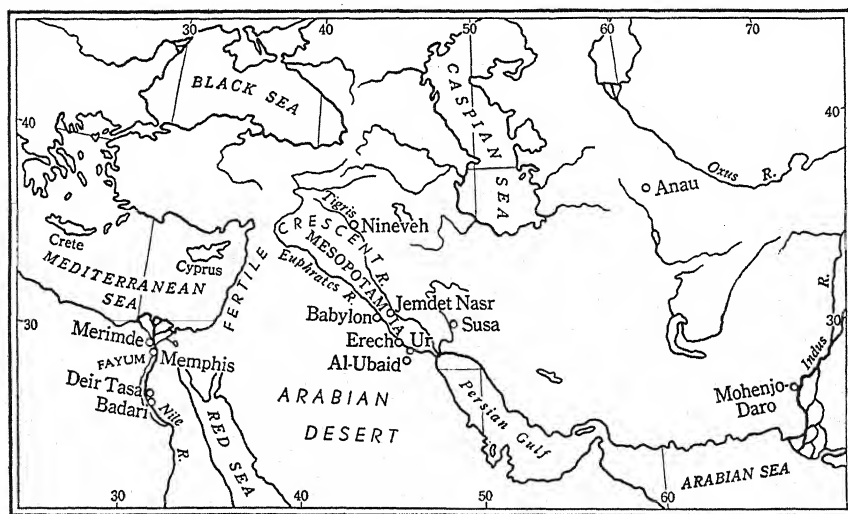 30
40
50
60
70
BLACK SEA
CASPIAN SEA
40
40
Oxus R.
Anau
Tigris R.
Nineveh
CRESCENT
MESOPOTAMIA
Crete
Cyprus
FERTILE
Euphrates R.
MEDITERRANEAN
SEA
Jemdet Nasr
Babylon
Susa
30
30
Merimde
Erech
Ur
Al-Ubaid
FAYUM
Memphis
Indus R.
Deir Tasa
Badari
Nile R.
RED SEA
ARABIAN
DESERT
Persian Gulf
Mohenjo-
Daro
ARABIAN SEA
30
40
50
60